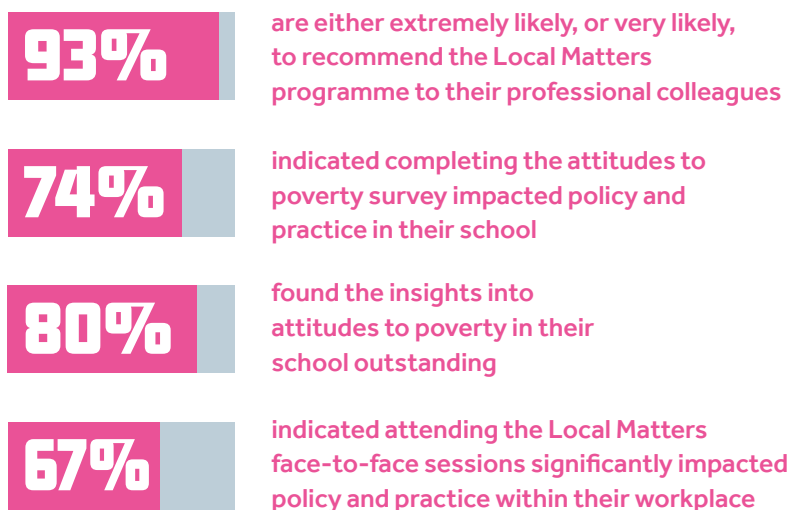 93%
are either extremely likely, or very likely,
to recommend the Local Matters
programme to their professional colleagues
74%
indicated completing the attitudes to
poverty survey impacted policy and
practice in their school
80%
found the insights into
attitudes to poverty in their
school outstanding
67%
indicated attending the Local Matters
face-to-face sessions significantly impacted
policy and practice within their workplace